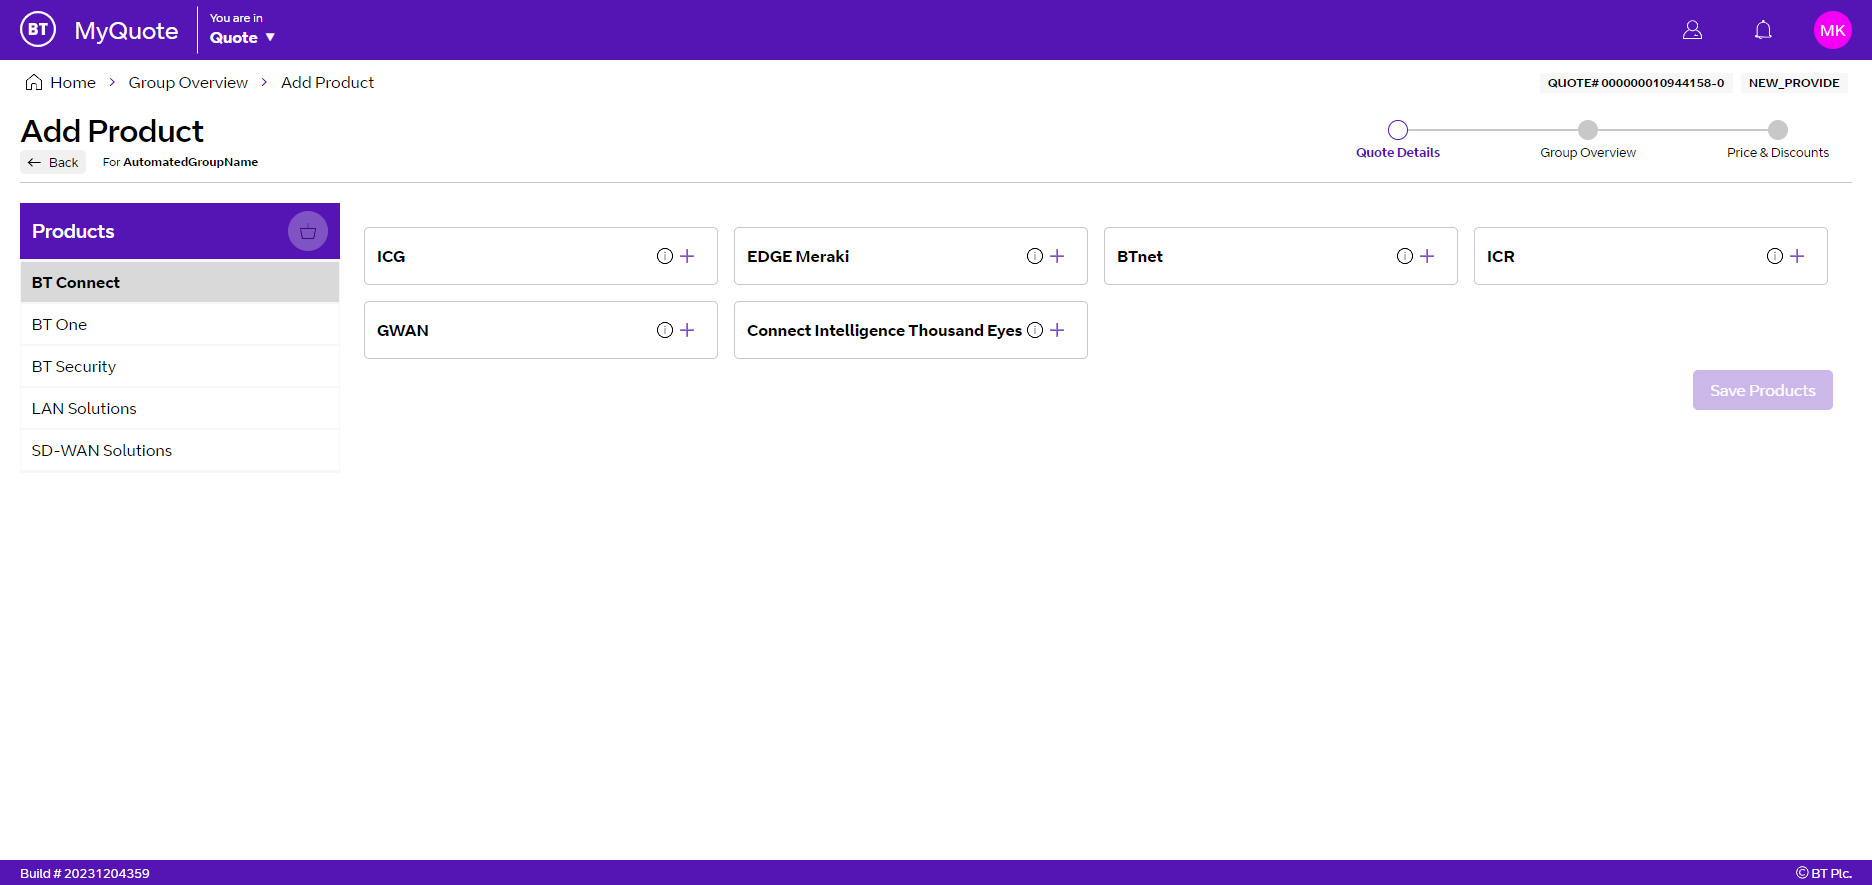 BT MyQuote You are in
Quote ▼
MK
Home > Group Overview > Add Product
QUOTE# 000000010944158-0 NEW_PROVIDE
Add Product
← Back For AutomatedGroupName
Quote Details Group Overview Price & Discounts
Products
BT Connect
BT One
BT Security
LAN Solutions
SD-WAN Solutions
ICG EDGE Meraki BTnet ICR
GWAN Connect Intelligence Thousand Eyes
Save Products
Build # 20231204359
© BT Plc.